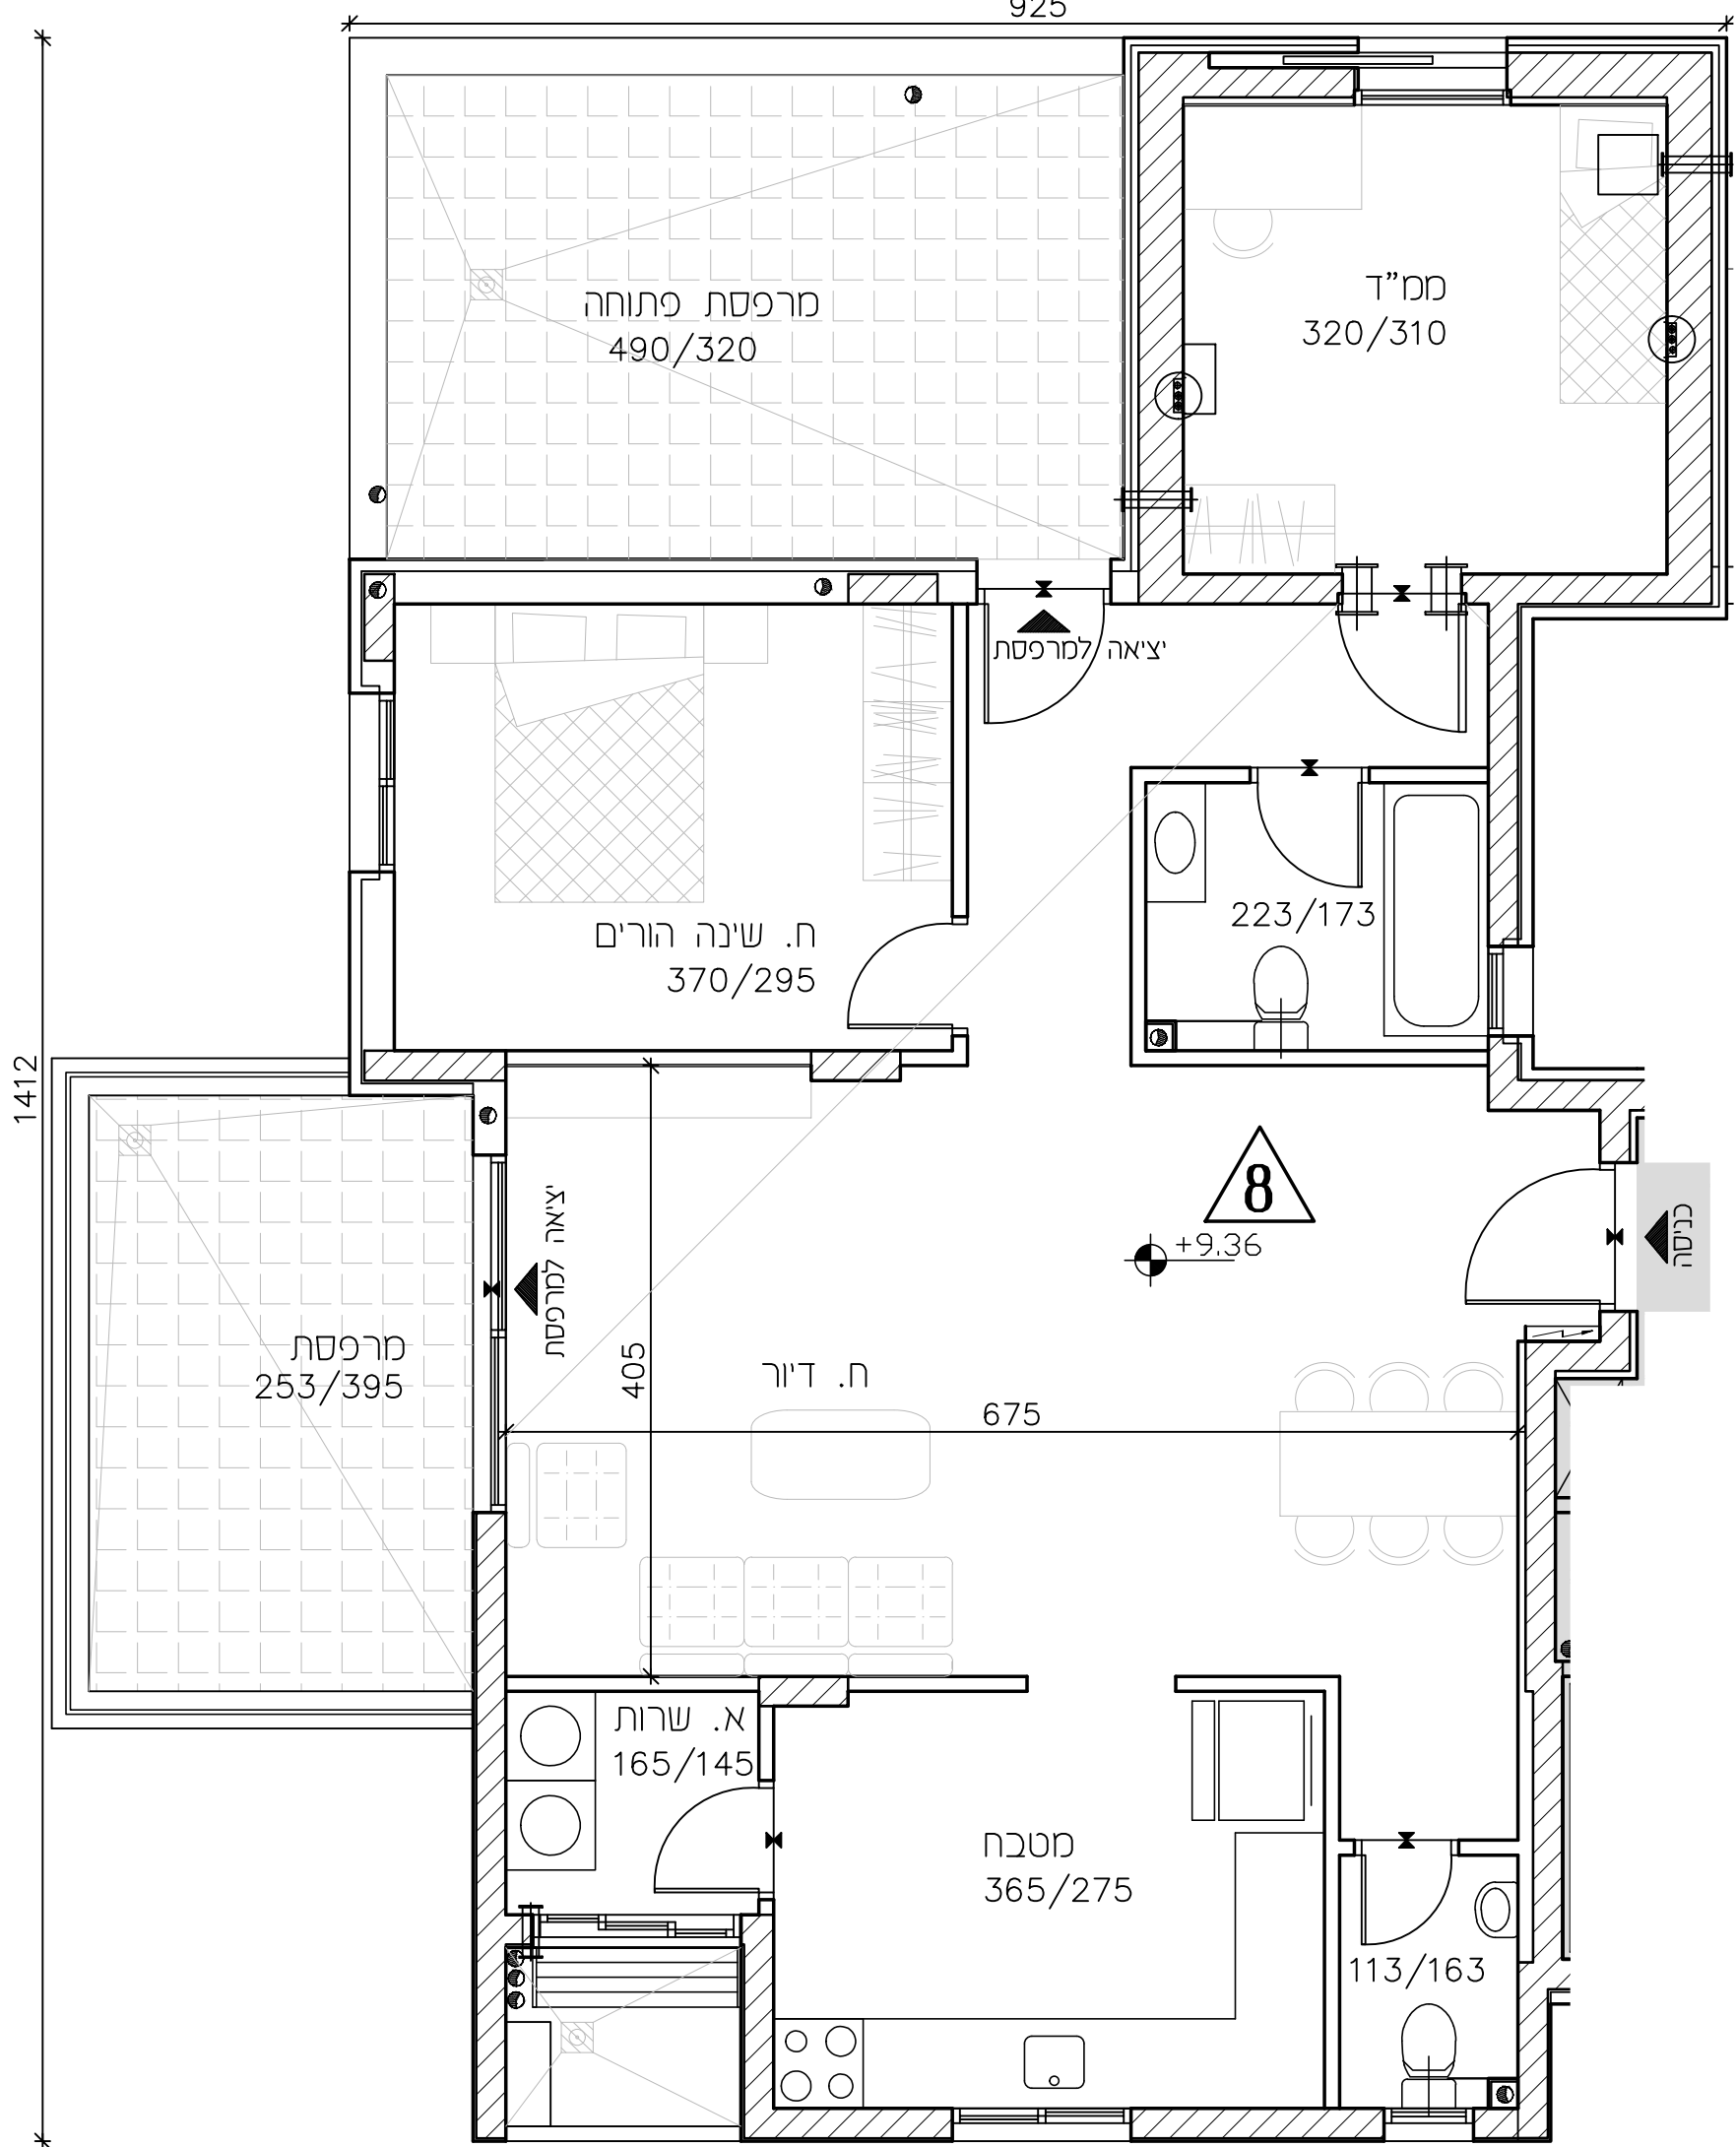 925
מרפסת פתוחה
490/320
ממ"ד
320/310
יציאה למרפסת
223/173
ח. שינה הורים
370/295
1412
8
+9.36
כניסה
יציאה למרפסת
מרפסת
253/395
405
ח. דיור
675
א. שרות
165/145
מטבח
365/275
113/163